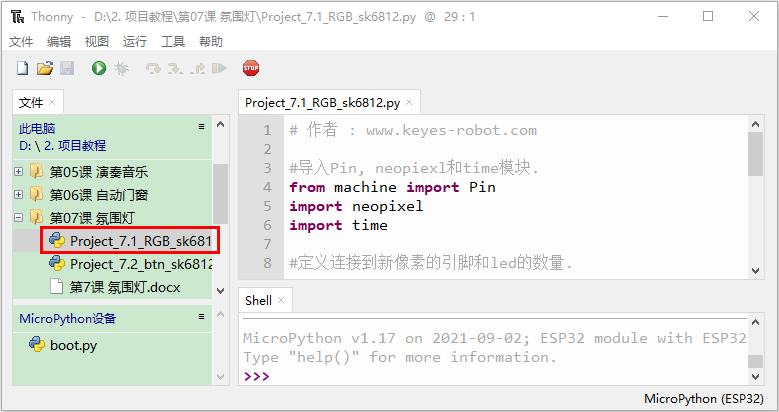 Thonny - D:\2. 项目教程\第07课 氛围灯\Project_7.1_RGB_sk6812.py @ 29 : 1
文件 编辑 视图 运行 工具 帮助
STOP
文件
此电脑
D: \ 2. 项目教程
第05课 演奏音乐
第06课 自动门窗
第07课 氛围灯
Project_7.1_RGB_sk681
Project_7.2_btn_sk6812
第7课 氛围灯.docx
MicroPython设备
boot.py
Project_7.1_RGB_sk6812.py
1 # 作者 : www.keyes-robot.com
2
3 #导入Pin, neopiexl和time模块.
4 from machine import Pin
5 import neopixel
6 import time
7
8 #定义连接到新像素的引脚和led的数量.
Shell
MicroPython v1.17 on 2021-09-02; ESP32 module with ESP32
Type "help()" for more information.
>>>
MicroPython (ESP32)